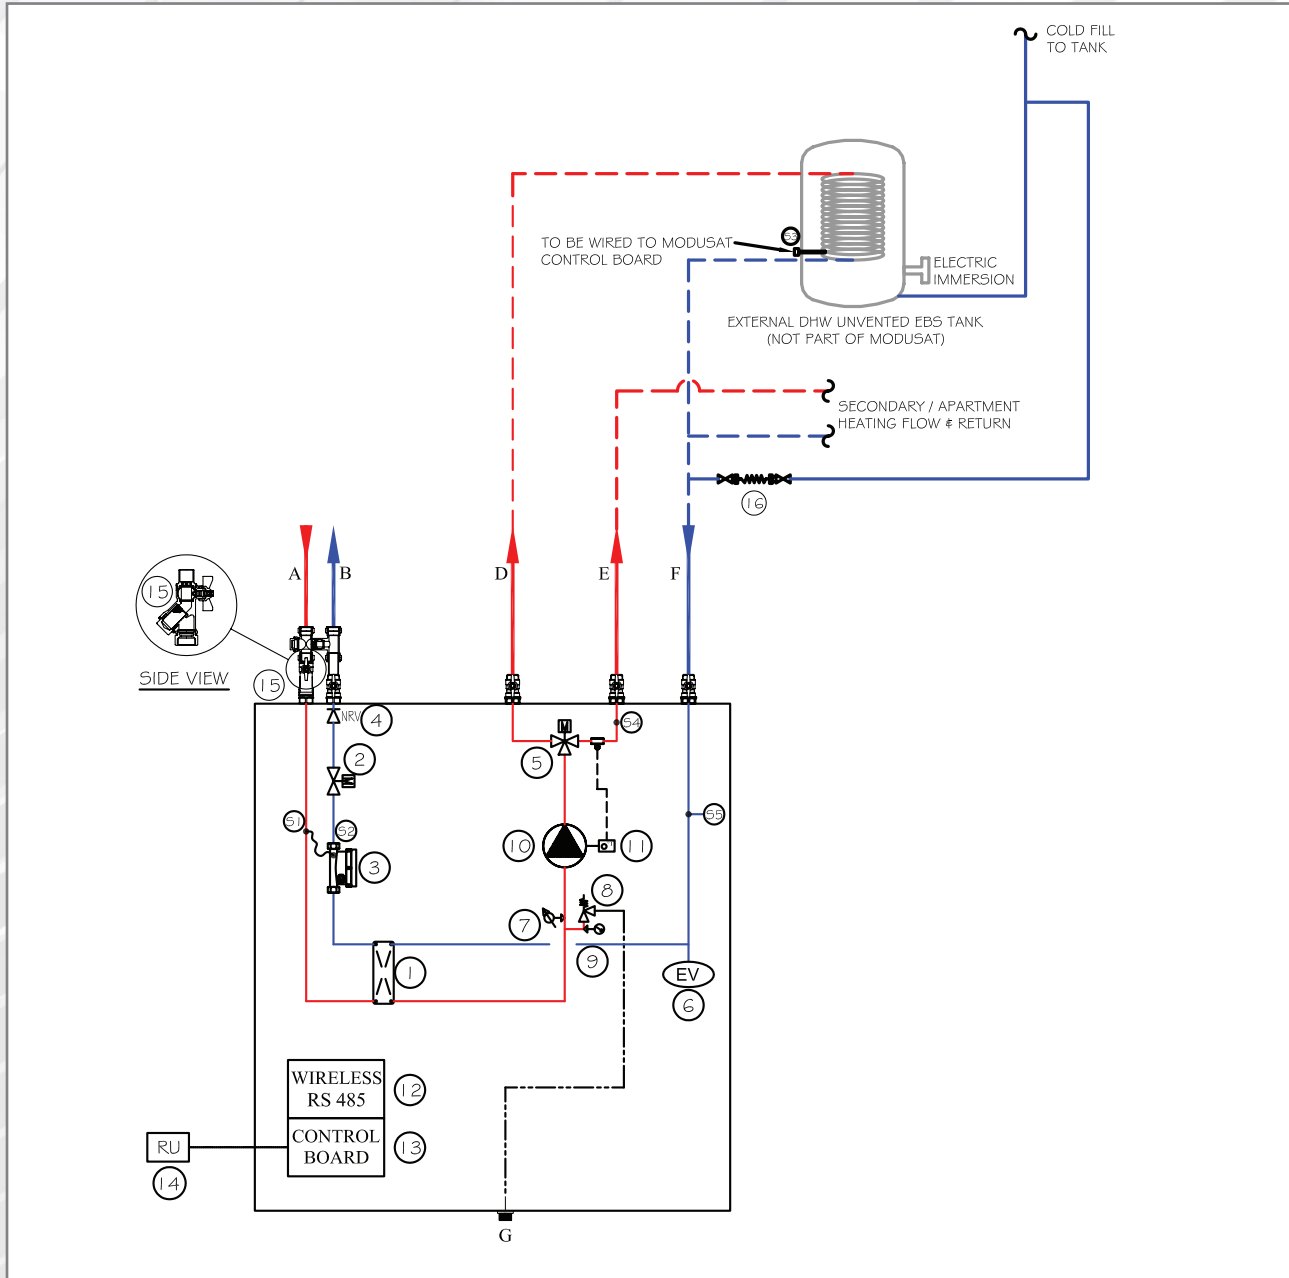 COLD FILL
TO TANK
S3
TO BE WIRED TO MODUSAT
CONTROL BOARD
ELECTRIC
IMMERSION
EXTERNAL DHW UNVENTED EBS TANK
(NOT PART OF MODUSAT)
SECONDARY / APARTMENT
HEATING FLOW & RETURN
16
A
B
D
E
F
15
SIDE VIEW
15
NRV
4
S4
2
5
S1
S2
S5
3
10
11
8
7
9
1
EV
6
WIRELESS
RS 485
12
CONTROL
BOARD
13
RU
14
G
M